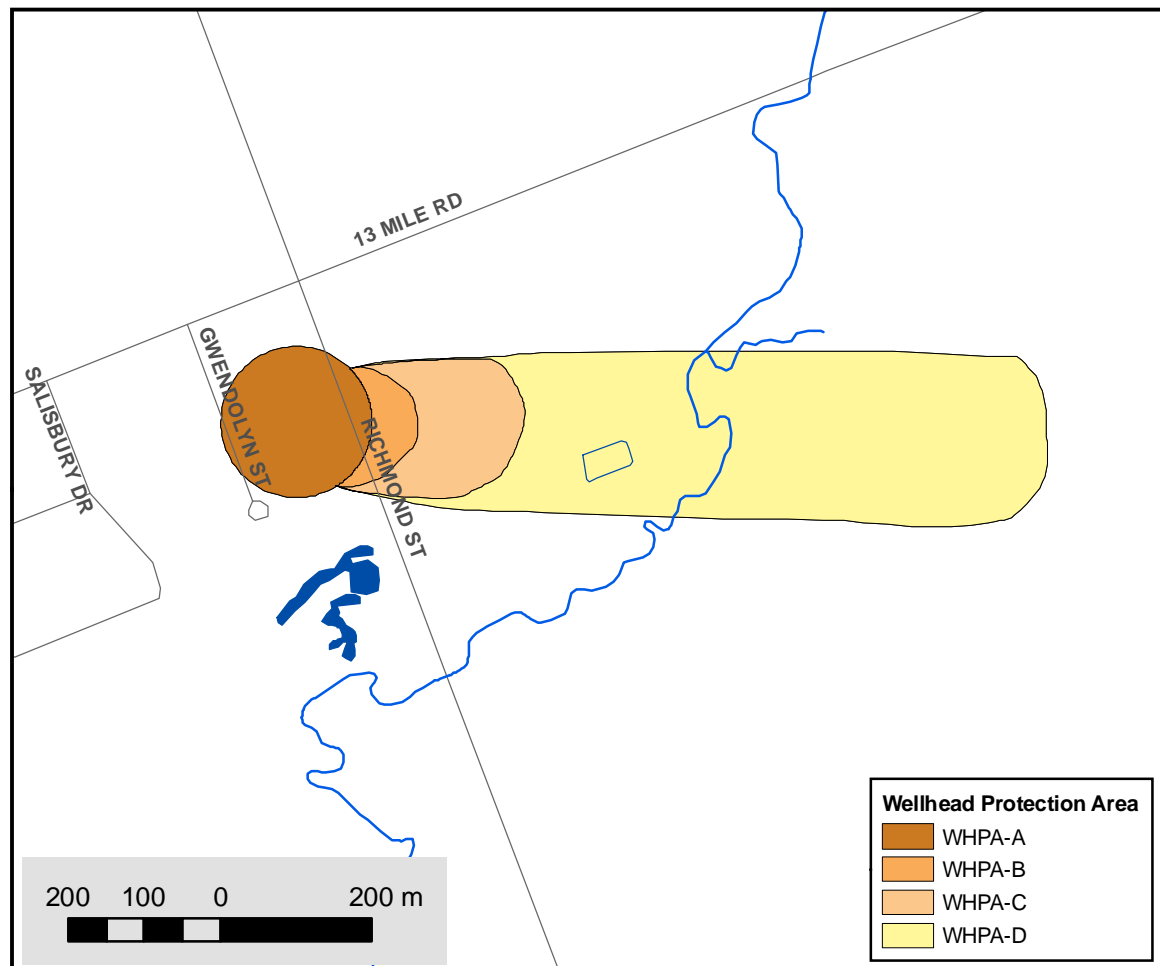 13 MILE RD
GWENDOLYN ST
SALISBURY DR
RICHMOND ST
200 100 0 200 m
Wellhead Protection Area
WHPA-A
WHPA-B
WHPA-C
WHPA-D